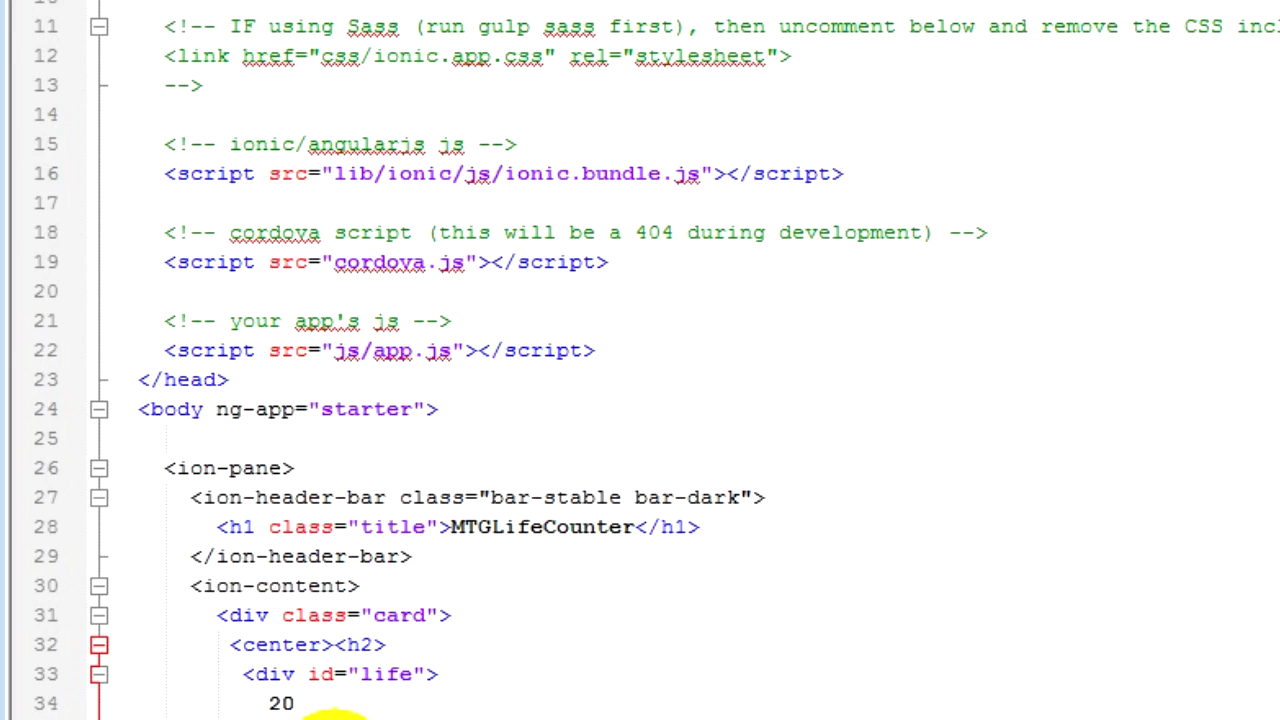 11 <!-- IF using Sass (run gulp sass first), then uncomment below and remove the CSS
12 <link href="css/ionic.app.css" rel="stylesheet">
13 -->
14
15 <!-- ionic/angularjs js -->
16 <script src="lib/ionic/js/ionic.bundle.js"></script>
17
18 <!-- cordova script (this will be a 404 during development) -->
19 <script src="cordova.js"></script>
20
21 <!-- your app's js -->
22 <script src="js/app.js"></script>
23 </head>
24 <body ng-app="starter">
25
26 <ion-pane>
27 <ion-header-bar class="bar-stable bar-dark">
28 <h1 class="title">MTGLifeCounter</h1>
29 </ion-header-bar>
30 <ion-content>
31 <div class="card">
32 <center><h2>
33 <div id="life">
34 20